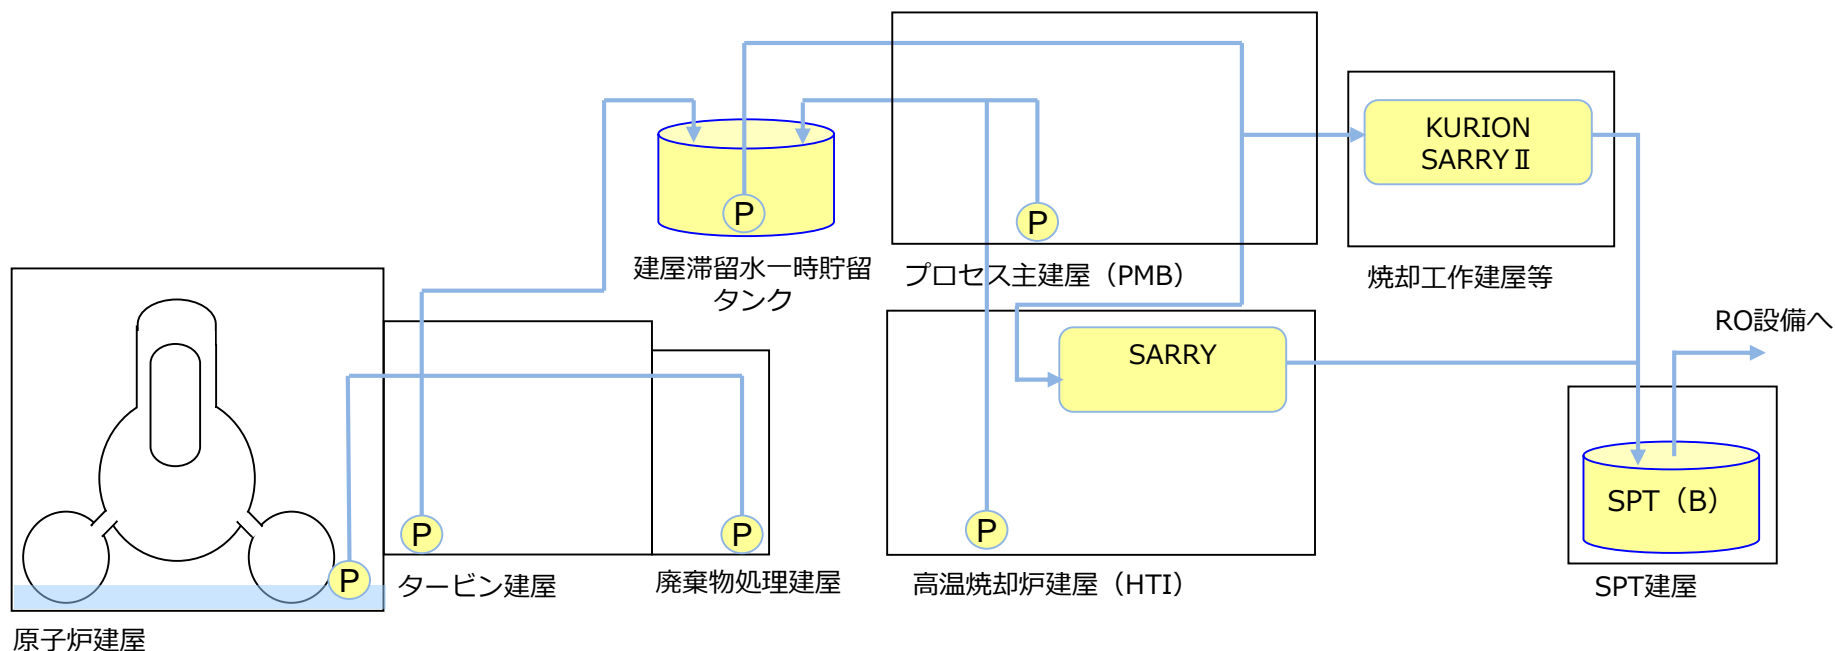 KURION
SARRYⅡ
P
P
建屋滞留水一時貯留
タンク
プロセス主建屋（PMB）
焼却工作建屋等
RO設備へ
SARRY
SPT（B）
P
P
P
P
タービン建屋
廃棄物処理建屋
高温焼却炉建屋（HTI）
SPT建屋
原子炉建屋